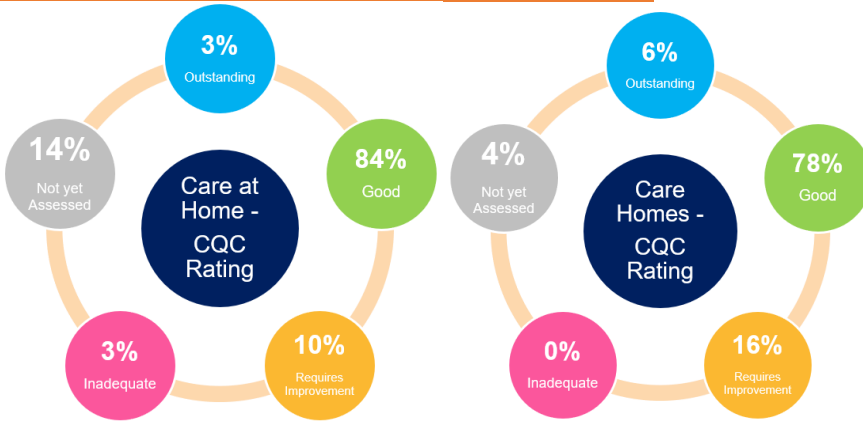 3%
Outstanding
84%
Good
10%
Requires
Improvement
3%
Inadequate
14%
Not yet
Assessed
Care at
Home -
CQC
Rating
6%
Outstanding
78%
Good
16%
Requires
Improvement
0%
Inadequate
4%
Not yet
Assessed
Care
Homes -
CQC
Rating